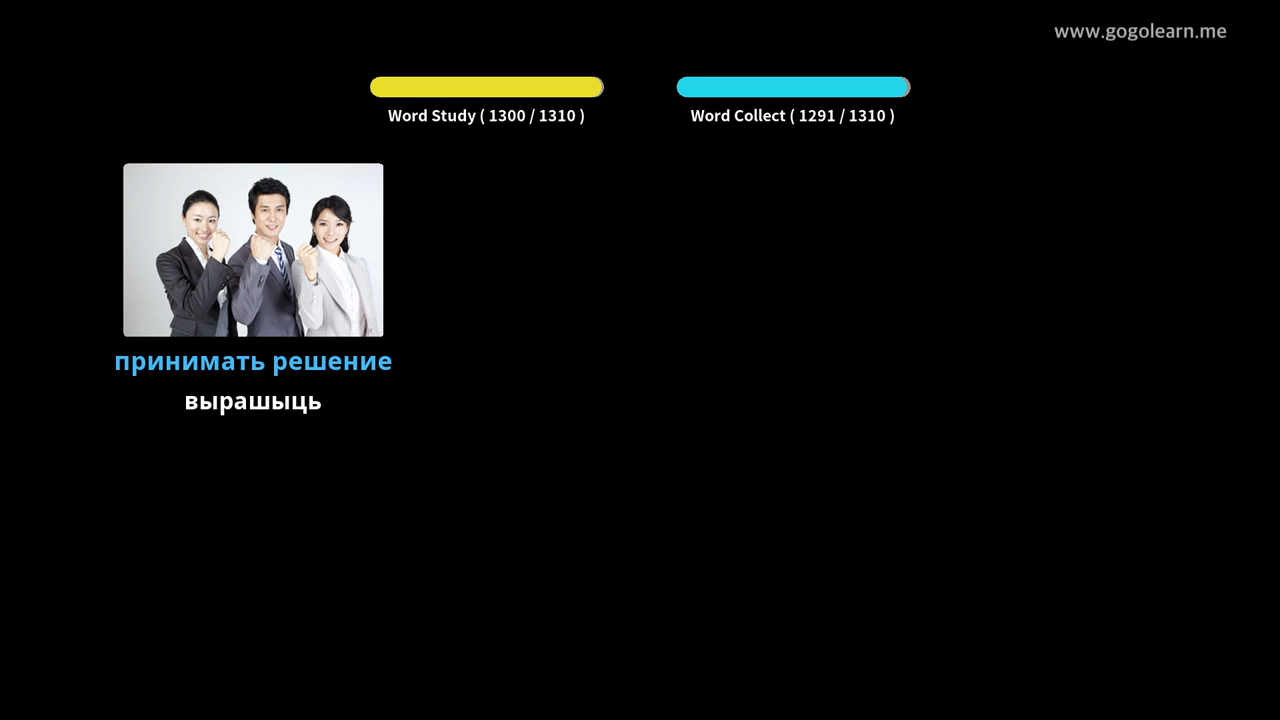 www.gogolearn.me
Word Study ( 1300 / 1310 )
Word Collect ( 1291 / 1310 )
принимать решение
вырашыць